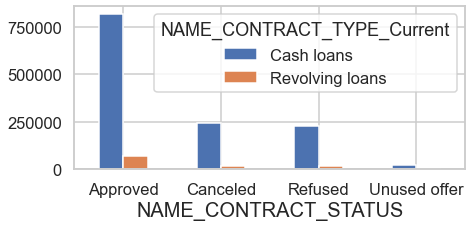 750000
500000
250000
0
NAME_CONTRACT_TYPE_Current
Cash loans
Revolving loans
Approved Canceled Refused Unused offer
NAME_CONTRACT_STATUS